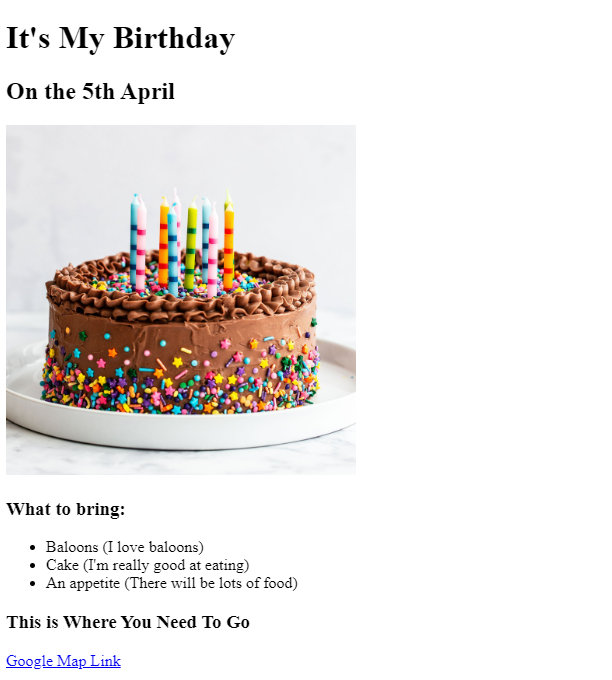 It's My Birthday
On the 5th April
What to bring:
Baloons (I love baloons)
Cake (I'm really good at eating)
An appetite (There will be lots of food)
This is Where You Need To Go
Google Map Link